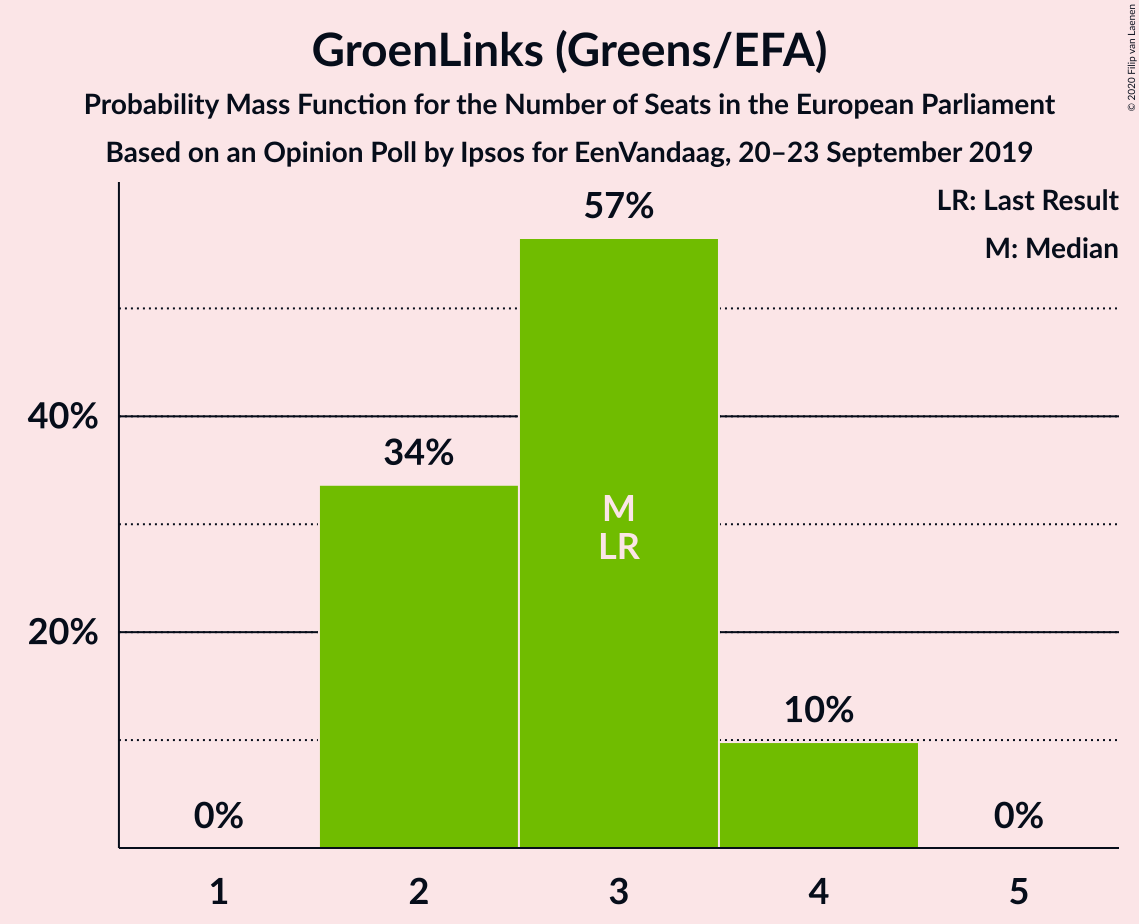 GroenLinks (Greens/EFA)
Probability Mass Function for the Number of Seats in the European Parliament
Based on an Opinion Poll by Ipsos for EenVandaag, 20–23 September 2019
© 2020 Filip van Laenen
LR: Last Result
M: Median
57%
40%
34%
M
LR
20%
10%
0%
0%
1
2
3
4
5